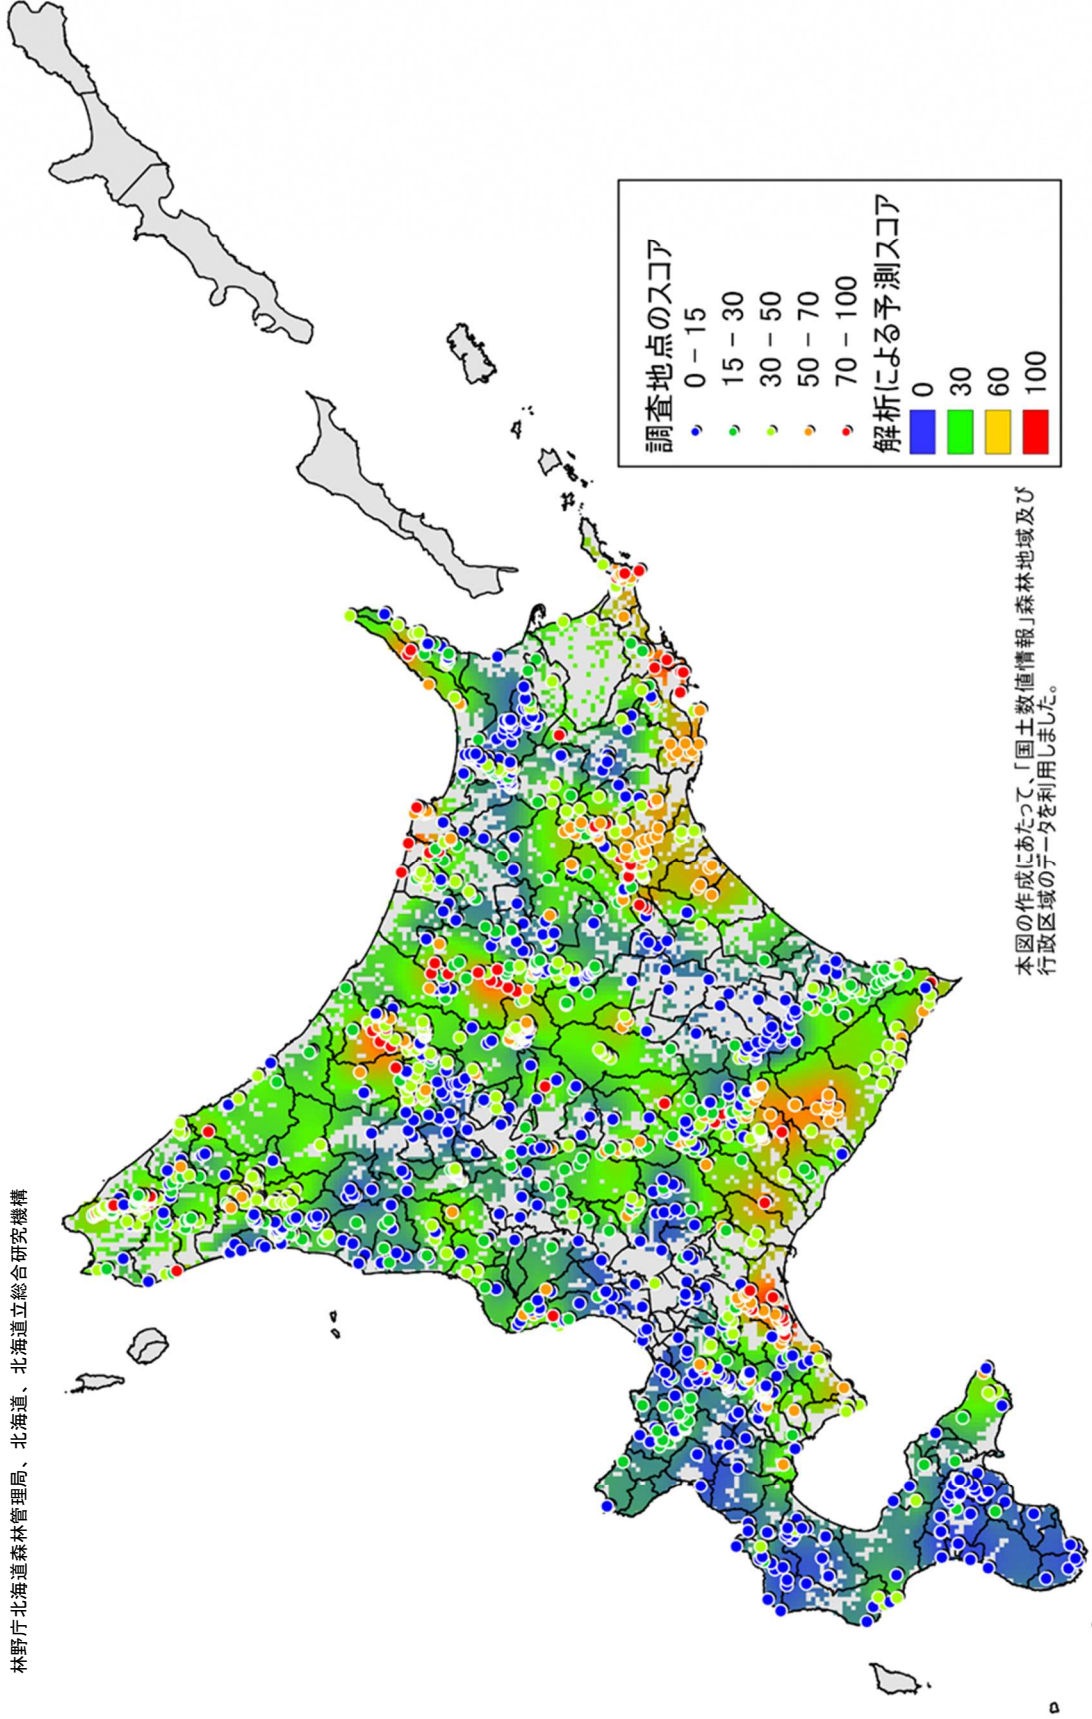 林野庁北海道森林管理局、北海道、北海道立総合研究機構
調査地点のスコア
0 - 15
15 - 30
30 - 50
50 - 70
70 - 100
解析による予測スコア
0
30
60
100
本図の作成にあたって、「国土数値情報」森林地域及び
行政区域のデータを利用しました。